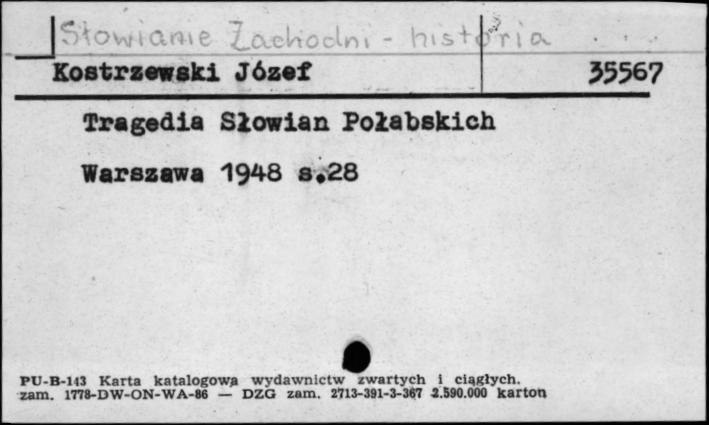 Słowianie Zachodni - historia
Kostrzewski Józef 35567
Tragedia Słowian Połabskich
Warszawa 1948 s.28
PU-B-143 Karta katalogowa wydawnictw zwartych i ciągłych.
zam. 1778-DW-ON-WA-86 — DZG zam. 2713-391-3-367 2.590.000 karton